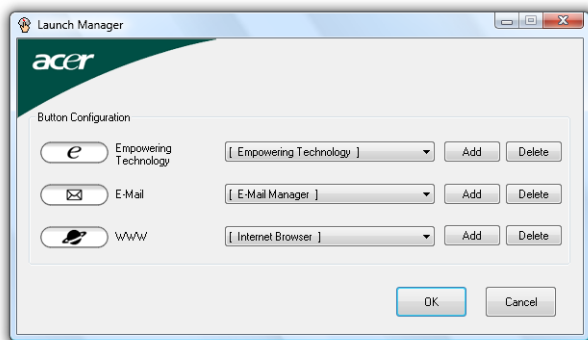 Launch Manager
acer
Button Configuration
e
Empowering
Technology
[ Empowering Technology ]
Add
Delete
E-Mail
[ E-Mail Manager ]
Add
Delete
WWW
[ Internet Browser ]
Add
Delete
OK
Cancel